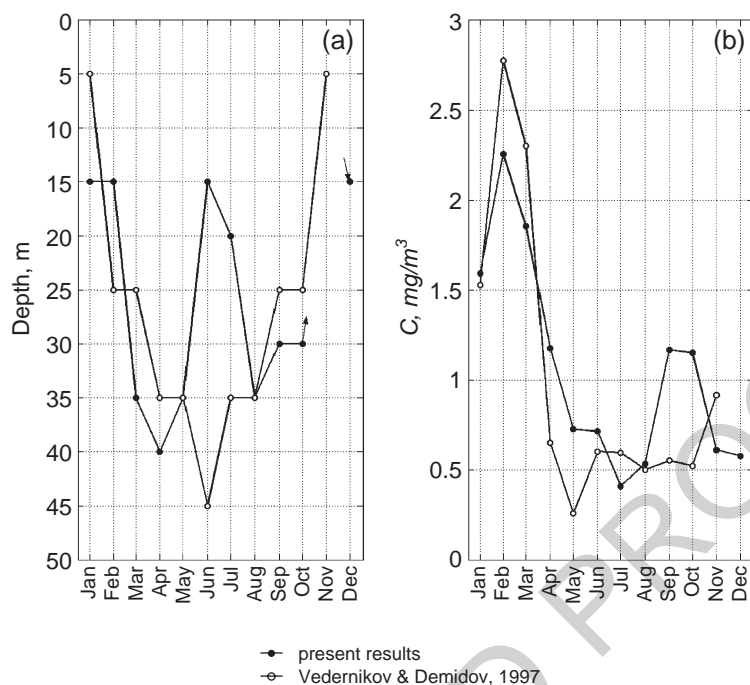 (a)
0
5
10
15
20
25
30
35
40
45
50
Depth, m
Jan
Feb
Mar
Apr
May
Jun
Jul
Aug
Sep
Oct
Nov
Dec
(b)
3
2.5
2
1.5
1
0.5
0
C, mg/m³
Jan
Feb
Mar
Apr
May
Jun
Jul
Aug
Sep
Oct
Nov
Dec
present results
Vedernikov & Demidov, 1997